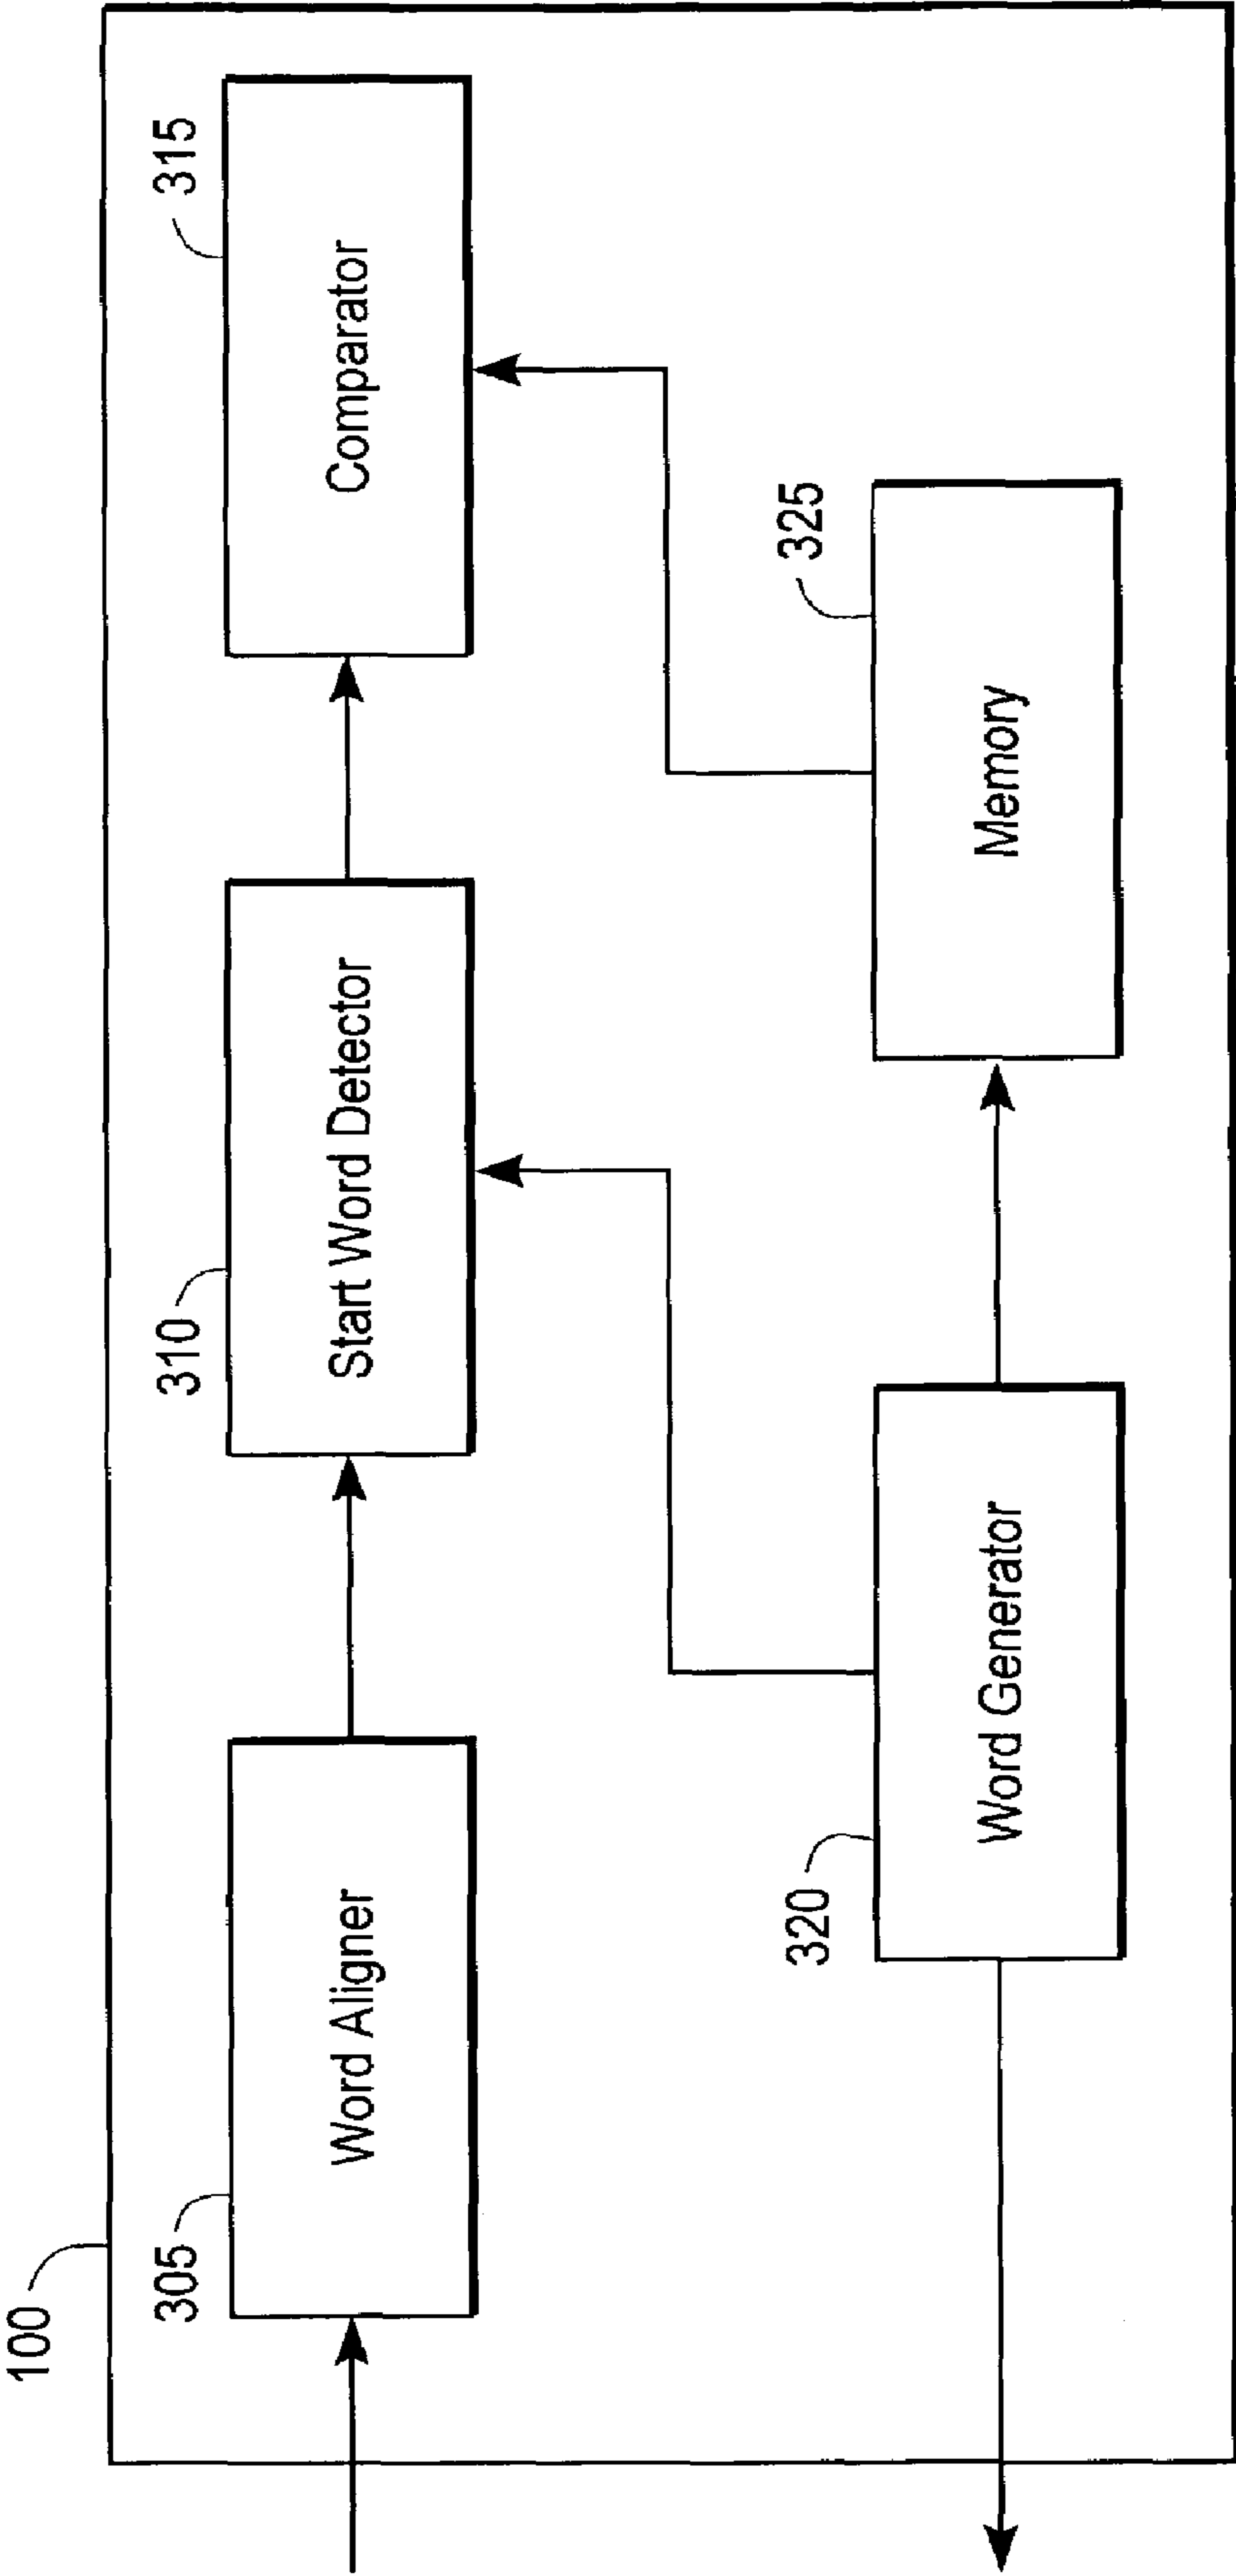 100
305
Word Aligner
310
Start Word Detector
315
Comparator
320
Word Generator
325
Memory